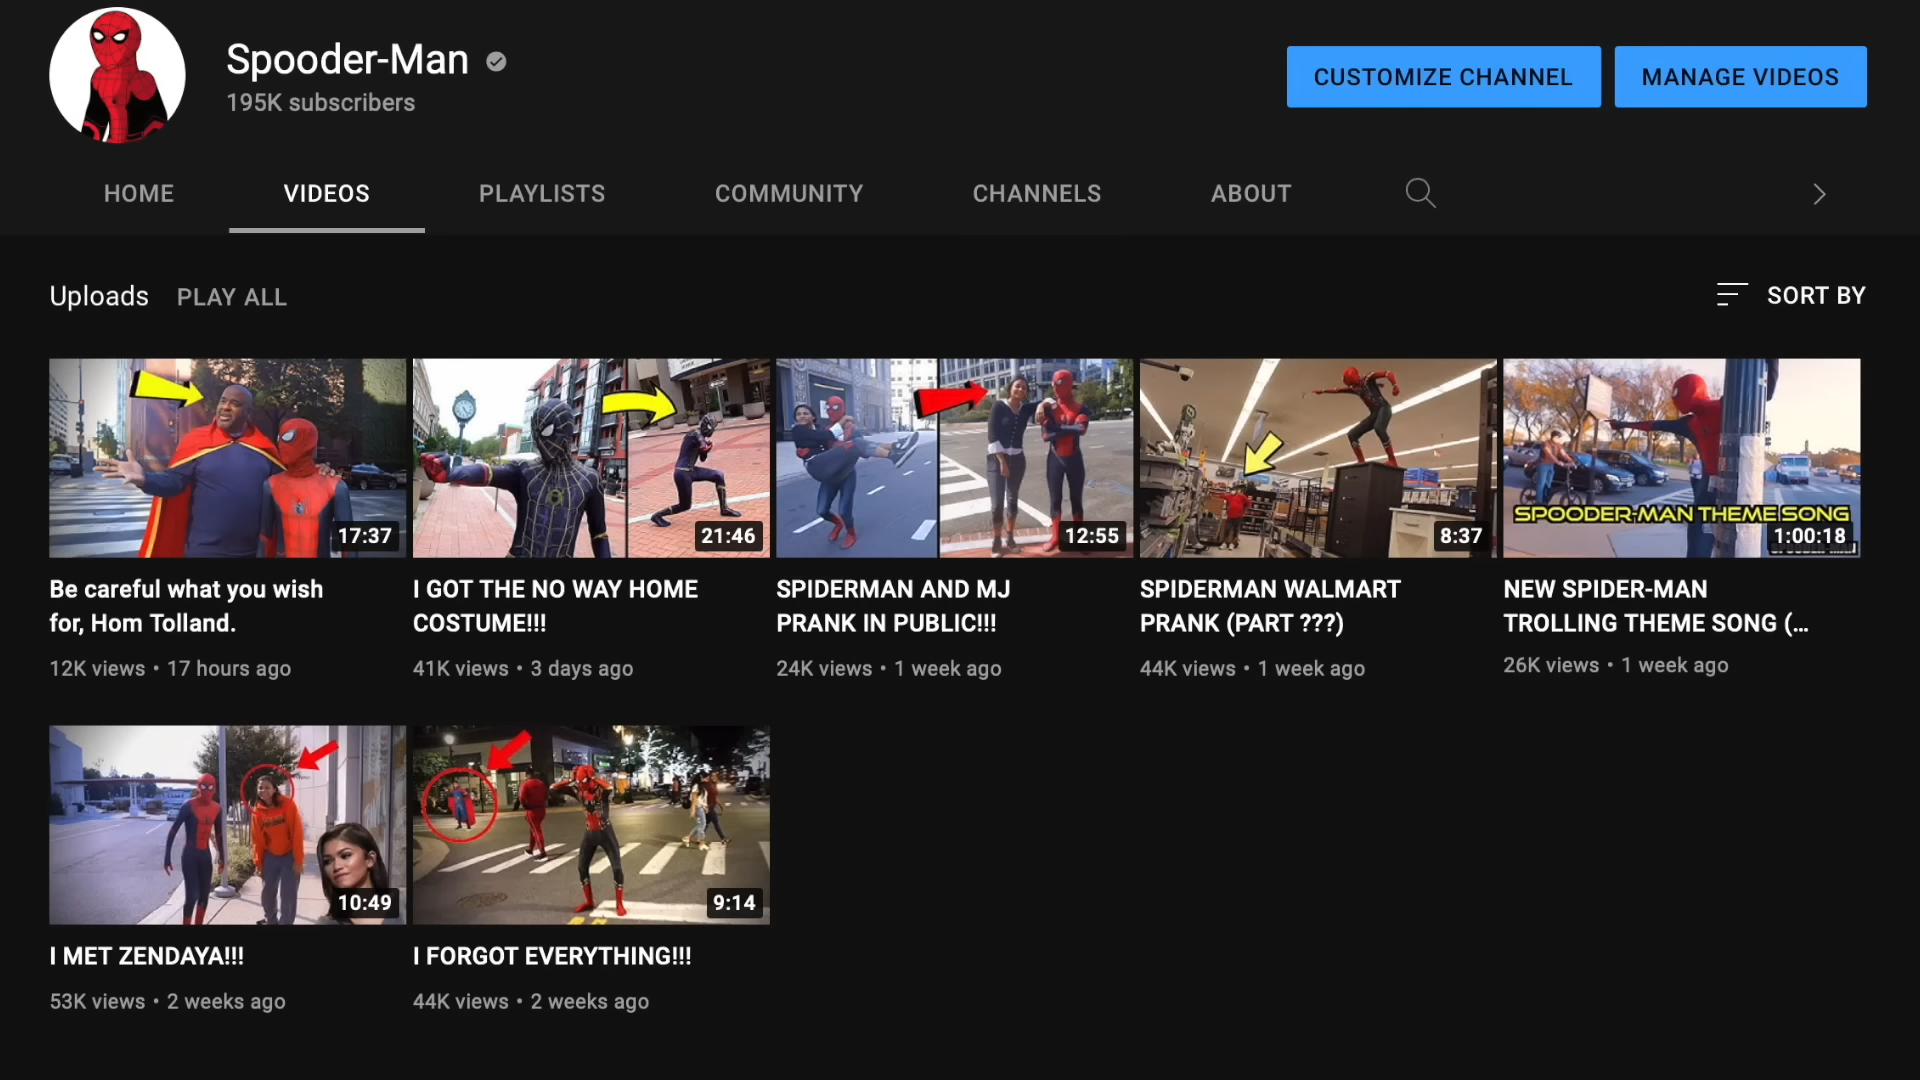 Spooder-Man
195K subscribers
CUSTOMIZE CHANNEL
MANAGE VIDEOS
HOME
VIDEOS
PLAYLISTS
COMMUNITY
CHANNELS
ABOUT
Uploads
PLAY ALL
SORT BY
17:37
21:46
12:55
8:37
SPOODER-MAN THEME SONG
1:00:18
Be careful what you wish
for, Hom Tolland.
12K views • 17 hours ago
I GOT THE NO WAY HOME
COSTUME!!!
41K views • 3 days ago
SPIDERMAN AND MJ
PRANK IN PUBLIC!!!
24K views • 1 week ago
SPIDERMAN WALMART
PRANK (PART ???)
44K views • 1 week ago
NEW SPIDER-MAN
TROLLING THEME SONG (...
26K views • 1 week ago
10:49
9:14
I MET ZENDAYA!!!
53K views • 2 weeks ago
I FORGOT EVERYTHING!!!
44K views • 2 weeks ago